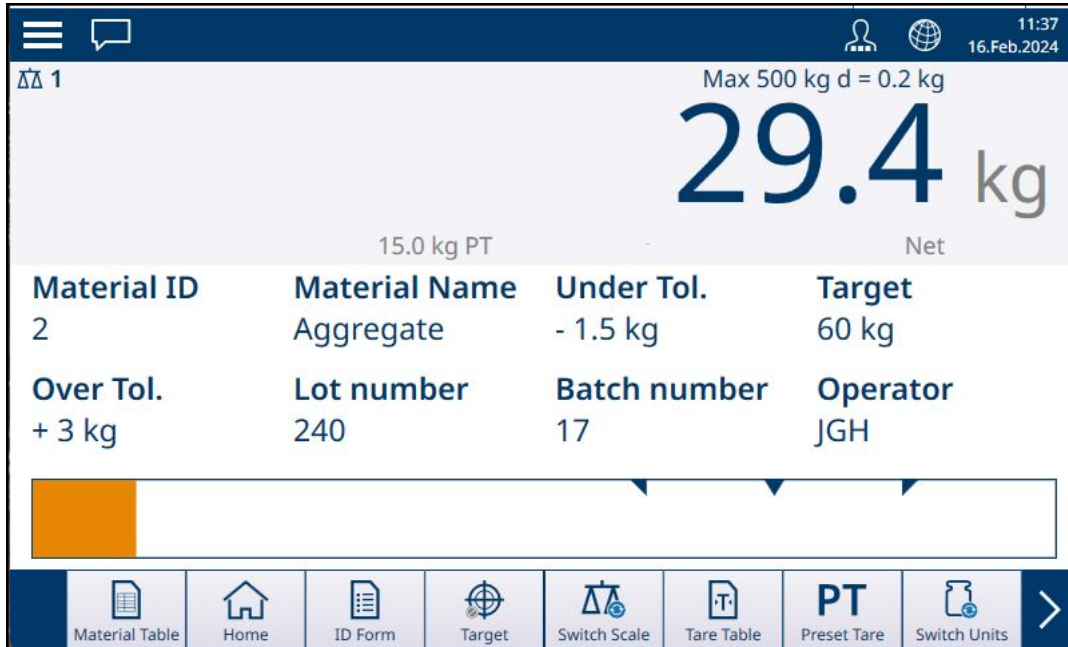 11:37
16.Feb.2024
1
Max 500 kg d = 0.2 kg
29.4 kg
15.0 kg PT
Net
Material ID
Material Name
Under Tol.
Target
2
Aggregate
- 1.5 kg
60 kg
Over Tol.
Lot number
Batch number
Operator
+ 3 kg
240
17
JGH
T
PT
Material Table
Home
ID Form
Target
Switch Scale
Tare Table
Preset Tare
Switch Units